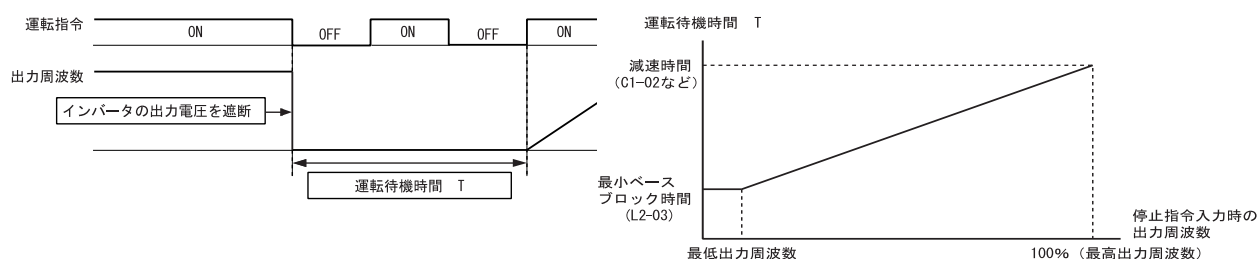 運転指令
ON
OFF
ON
OFF
ON
出力周波数
インバータの出力電圧を遮断
運転待機時間 T
運転待機時間 T
減速時間
(C1-02など)
最小ベース
ブロック時間
(L2-03)
停止指令入力時の
出力周波数
最低出力周波数
100% (最高出力周波数)